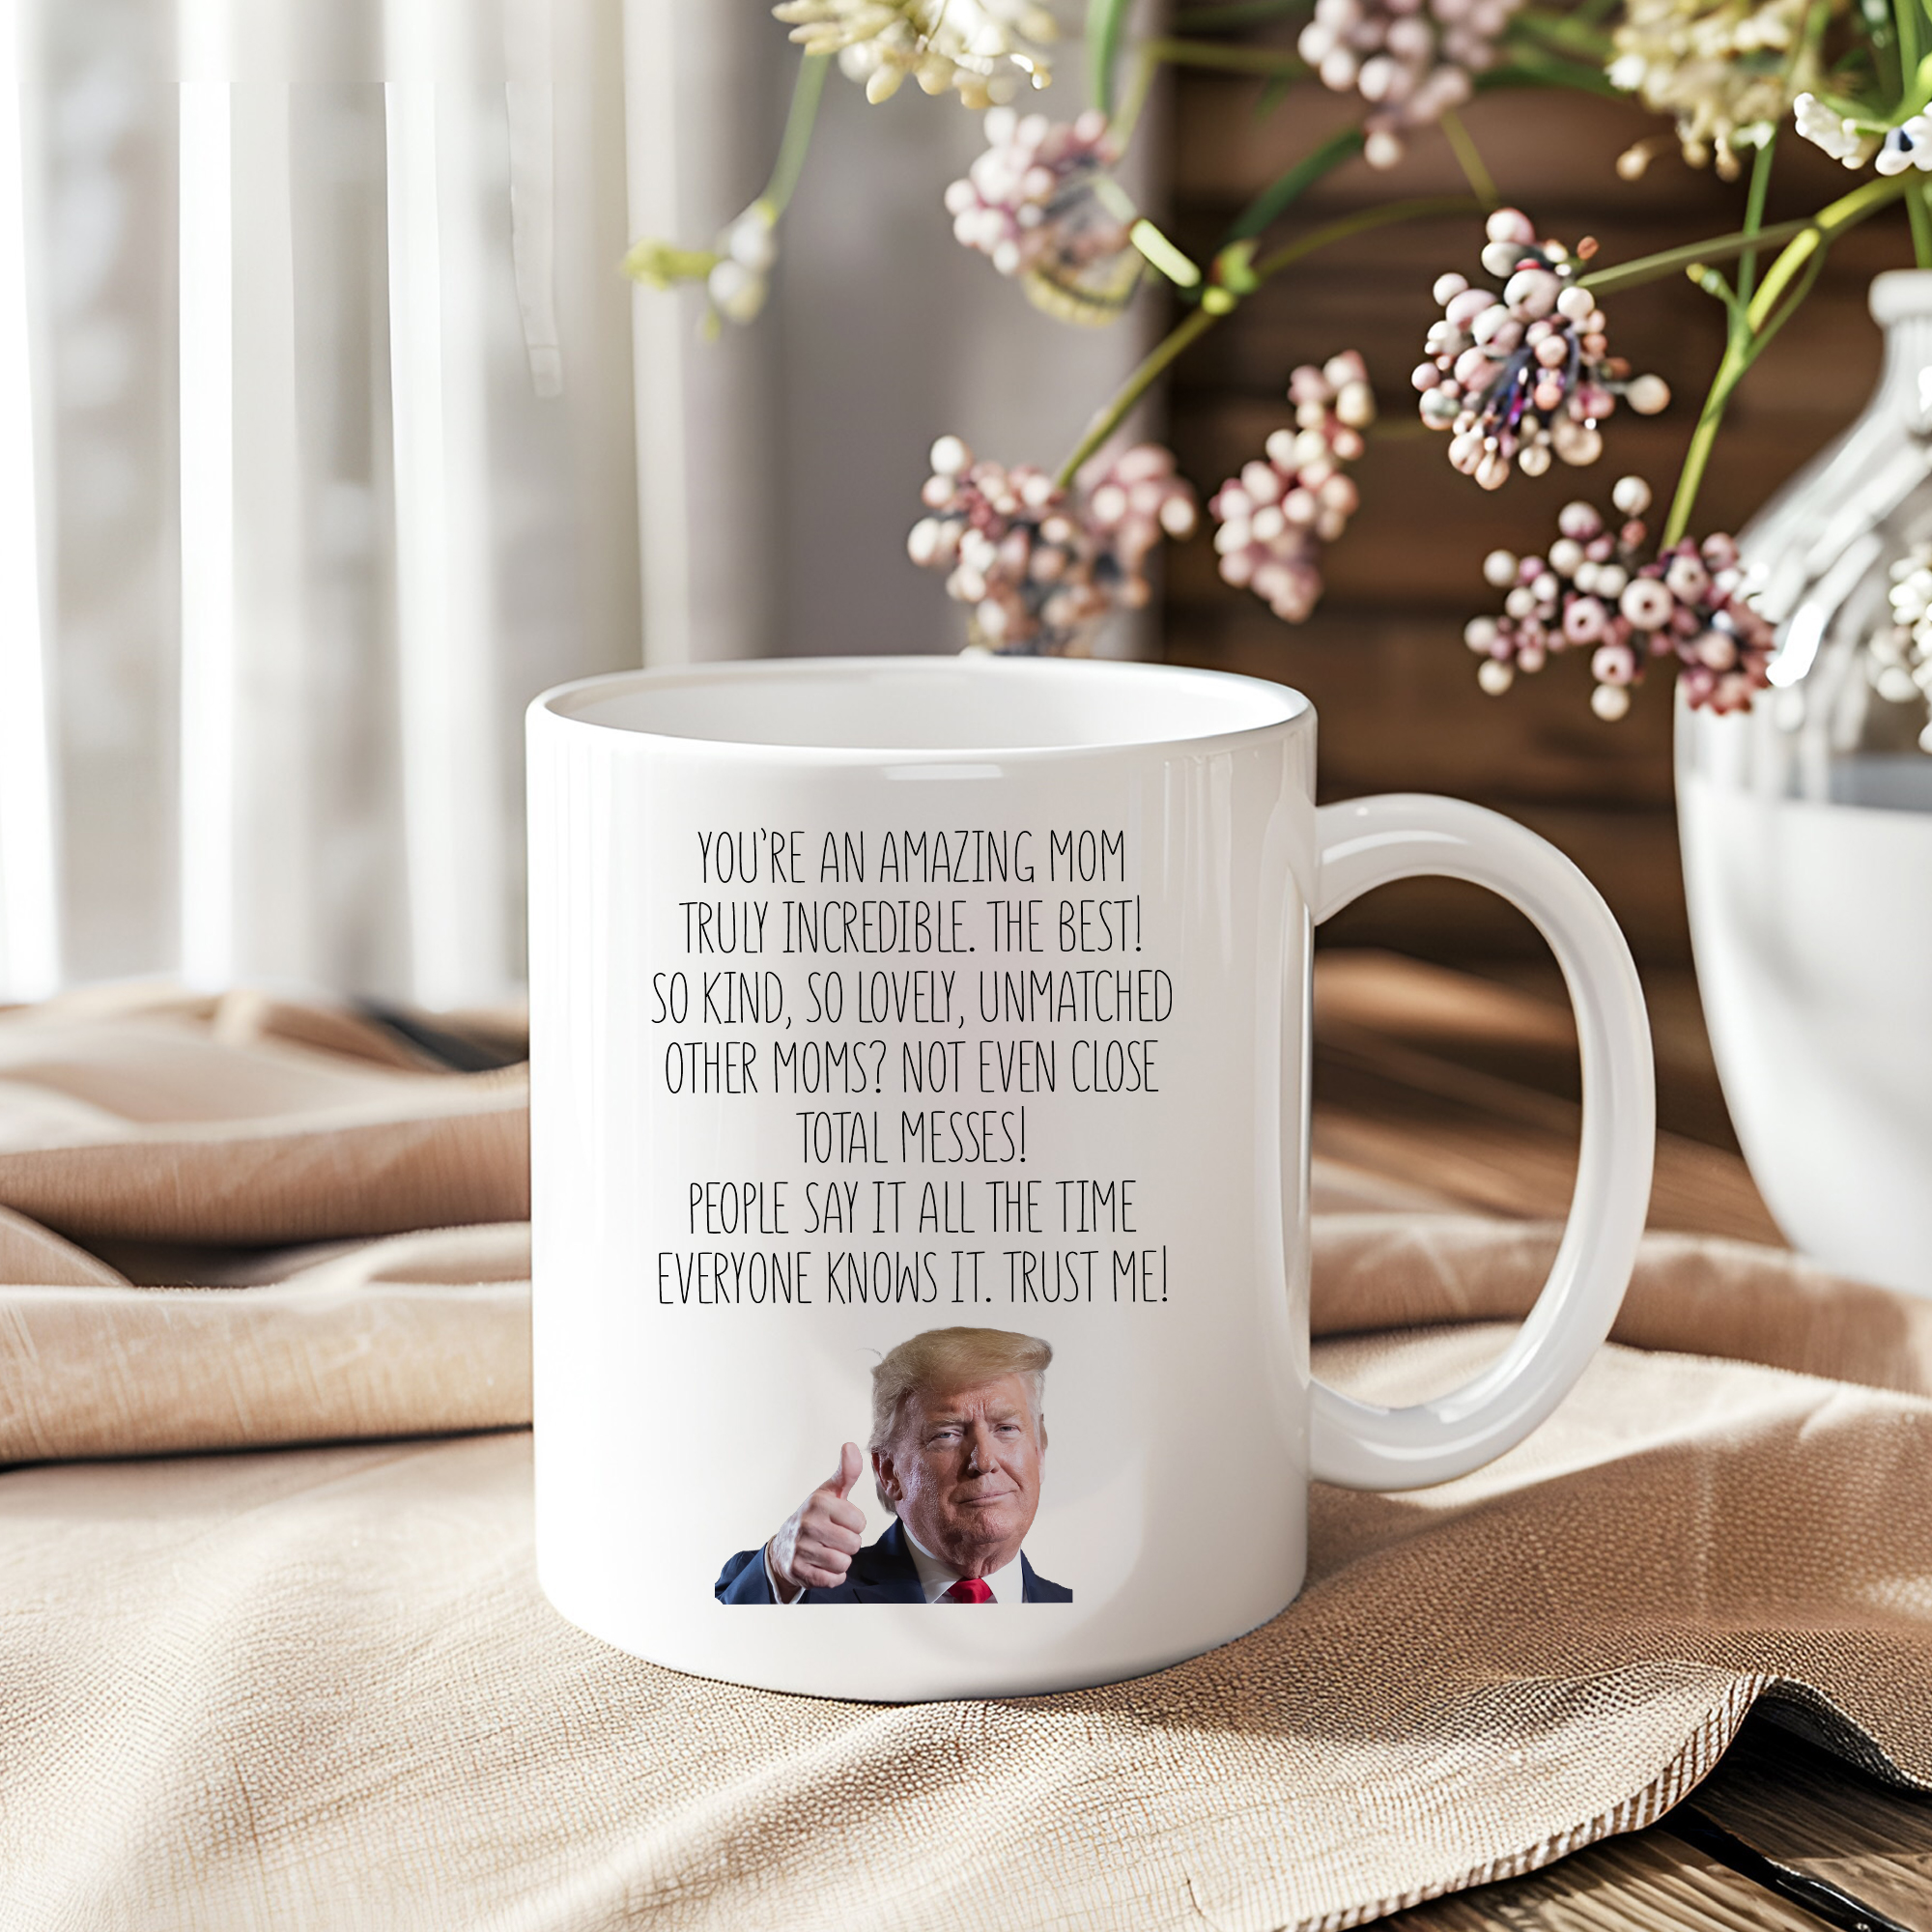 YOU'RE AN AMAZING MOM
TRULY INCREDIBLE. THE BEST!
SO KIND, SO LOVELY, UNMATCHED
OTHER MOMS? NOT EVEN CLOSE
TOTAL MESSES!
PEOPLE SAY IT ALL THE TIME
EVERYONE KNOWS IT. TRUST ME!